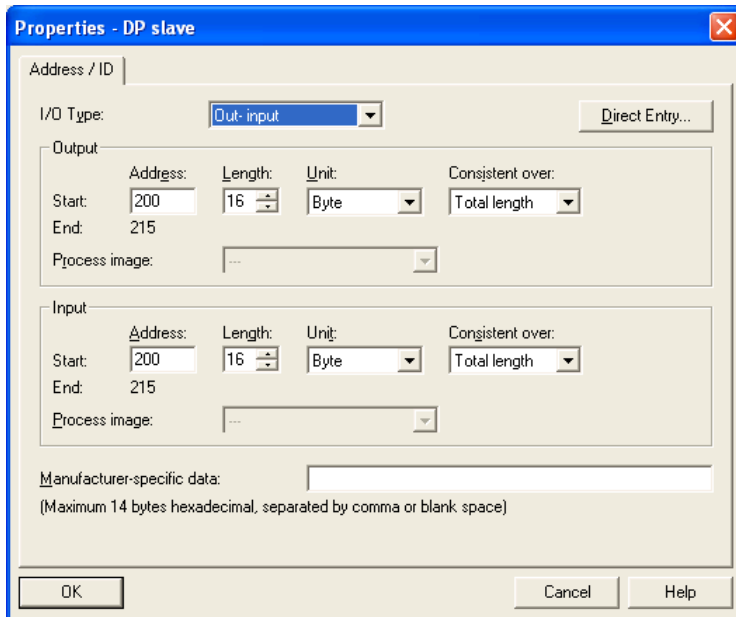 Properties - DP slave
Address / ID
I/O Type: Out- input Direct Entry...
Output
Address: Length: Unit: Consistent over:
Start: 200 16 Byte Total length
End: 215
Process image: ---
Input
Address: Length: Unit: Consistent over:
Start: 200 16 Byte Total length
End: 215
Process image: ---
Manufacturer-specific data:
(Maximum 14 bytes hexadecimal, separated by comma or blank space)
OK Cancel Help